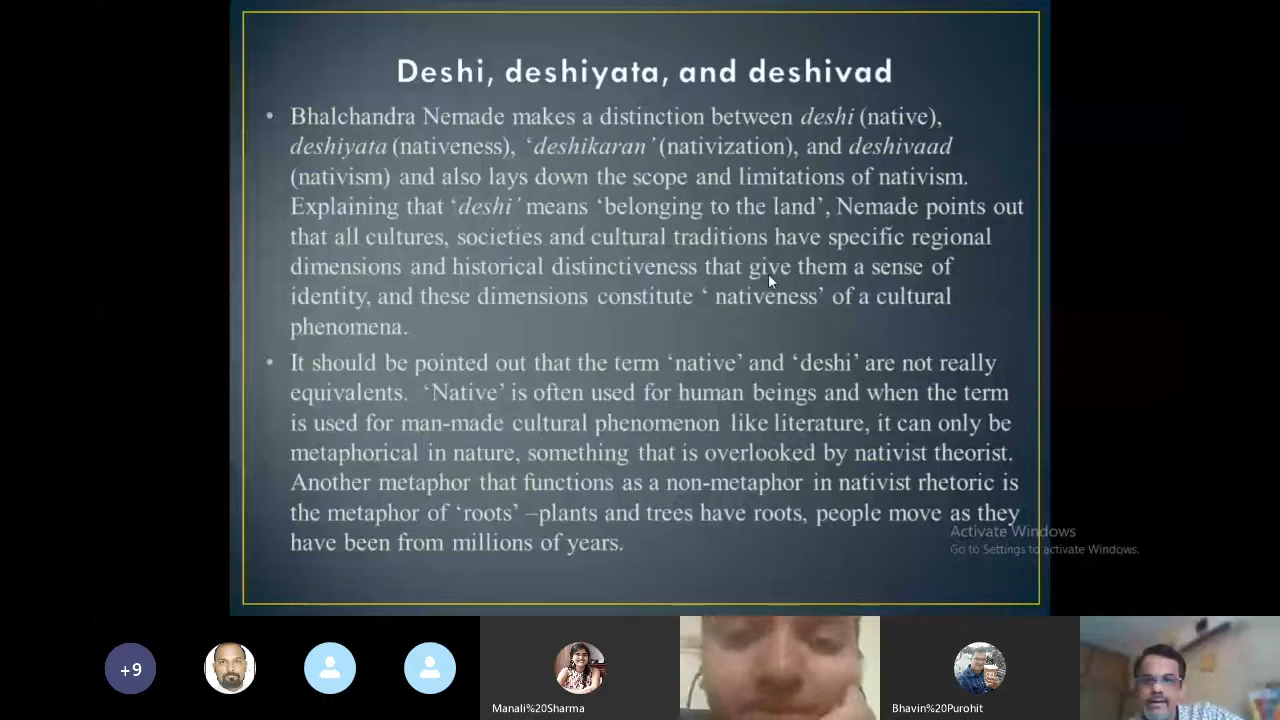 Deshi, deshiyata, and deshivad
• Bhalchandra Nemade makes a distinction between deshi (native),
deshiyata (nativeness), ‘deshikaran’ (nativization), and deshivaad
(nativism) and also lays down the scope and limitations of nativism.
Explaining that ‘deshi’ means ‘belonging to the land’, Nemade points out
that all cultures, societies and cultural traditions have specific regional
dimensions and historical distinctiveness that give them a sense of
identity, and these dimensions constitute ‘ nativeness’ of a cultural
phenomena.
• It should be pointed out that the term ‘native’ and ‘deshi’ are not really
equivalents. ‘Native’ is often used for human beings and when the term
is used for man-made cultural phenomenon like literature, it can only be
metaphorical in nature, something that is overlooked by nativist theorist.
Another metaphor that functions as a non-metaphor in nativist rhetoric is
the metaphor of ‘roots’ –plants and trees have roots, people move as they
have been from millions of years.
Activate Windows
Go to Settings to activate Windows.
+9
Manali%20Sharma
Bhavin%20Purohit